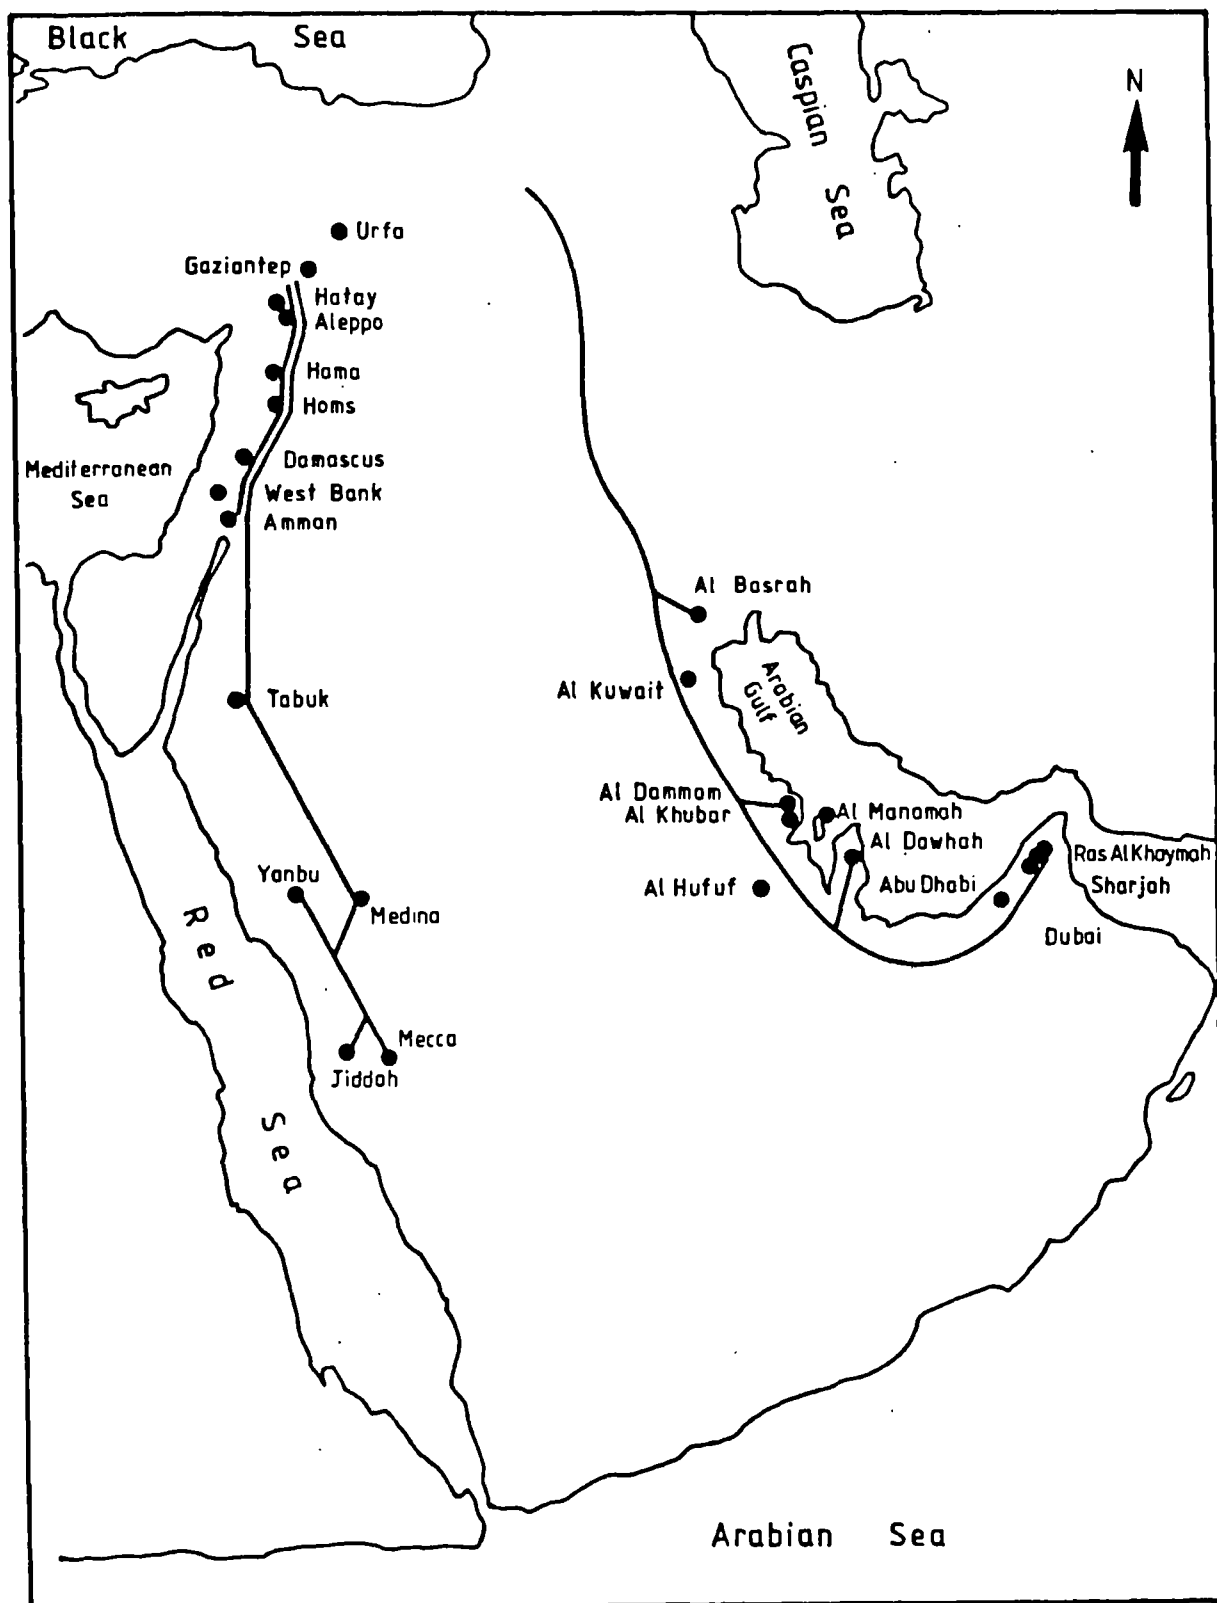 Black Sea
Caspian Sea
N
Urfa
Gaziantep
Hatay
Aleppo
Hama
Homs
Damascus
Mediterranean
Sea
West Bank
Amman
Al Basrah
Arabian
Gulf
Al Kuwait
Tabuk
Al Dammam
Al Khubar
Al Manamah
Al Dawhah
Ras Al Khaymah
Yanbu
Al Hufuf
Abu Dhabi
Sharjah
Medina
Dubai
Red Sea
Mecca
Jiddah
Arabian Sea